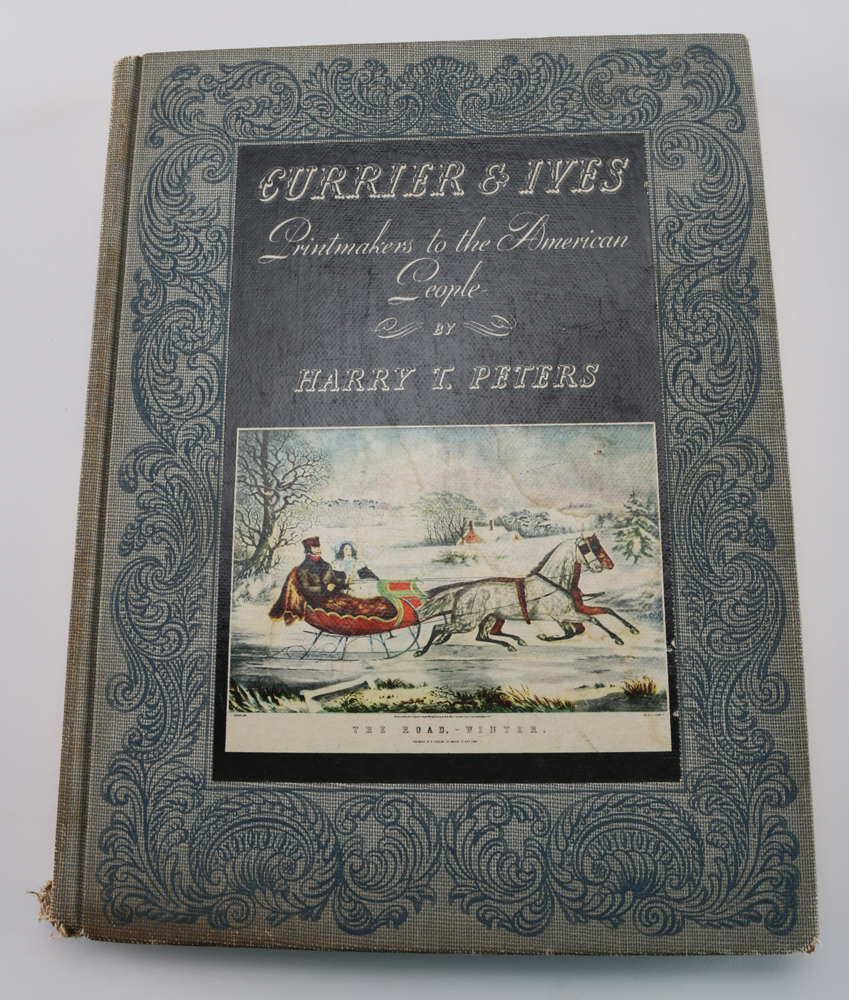 CURRIER & IVES
Printmakers to the American
People
BY
HARRY T. PETERS
THE ROAD,-WINTER.